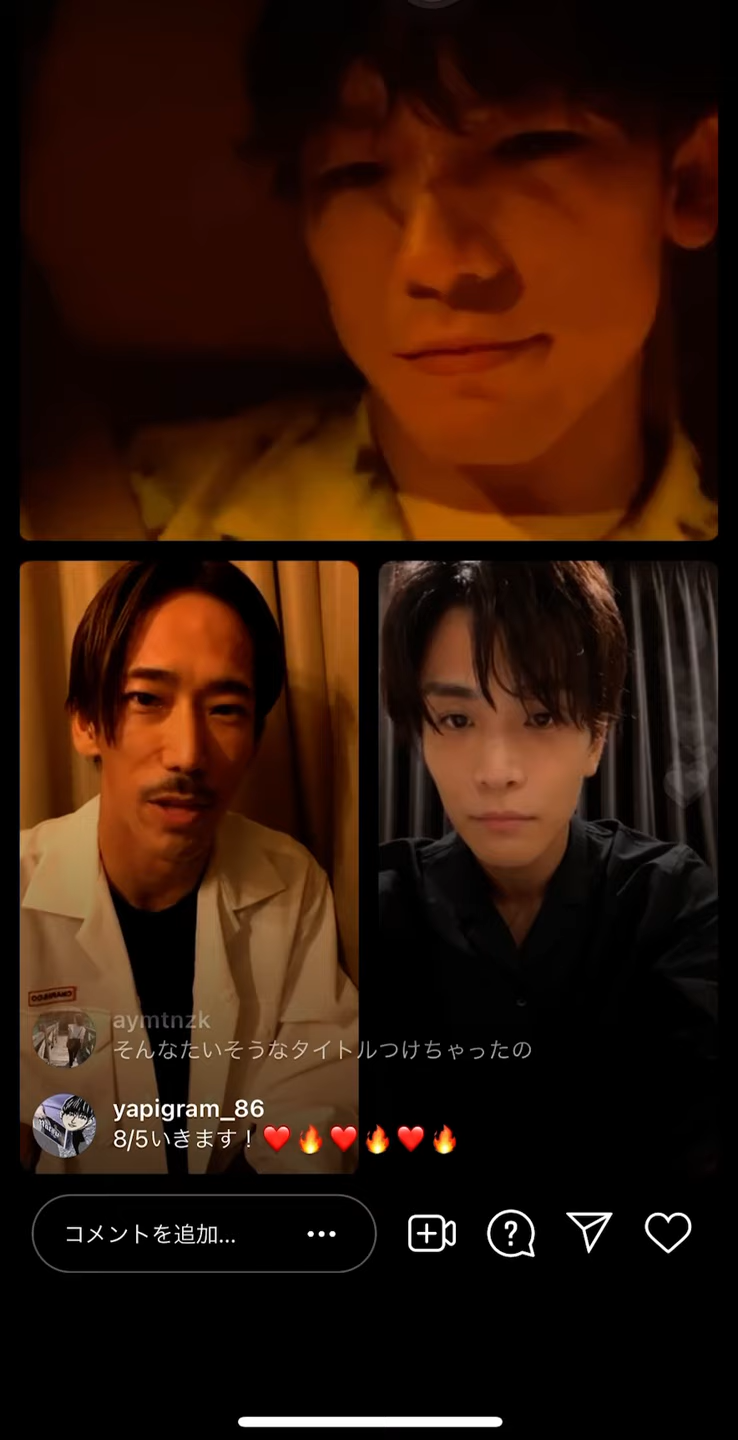 aymtnzk
そんなたいそうなタイトルつけちゃったの
yapigram_86
8/5いきます！❤️🔥❤️🔥❤️🔥
コメントを追加...